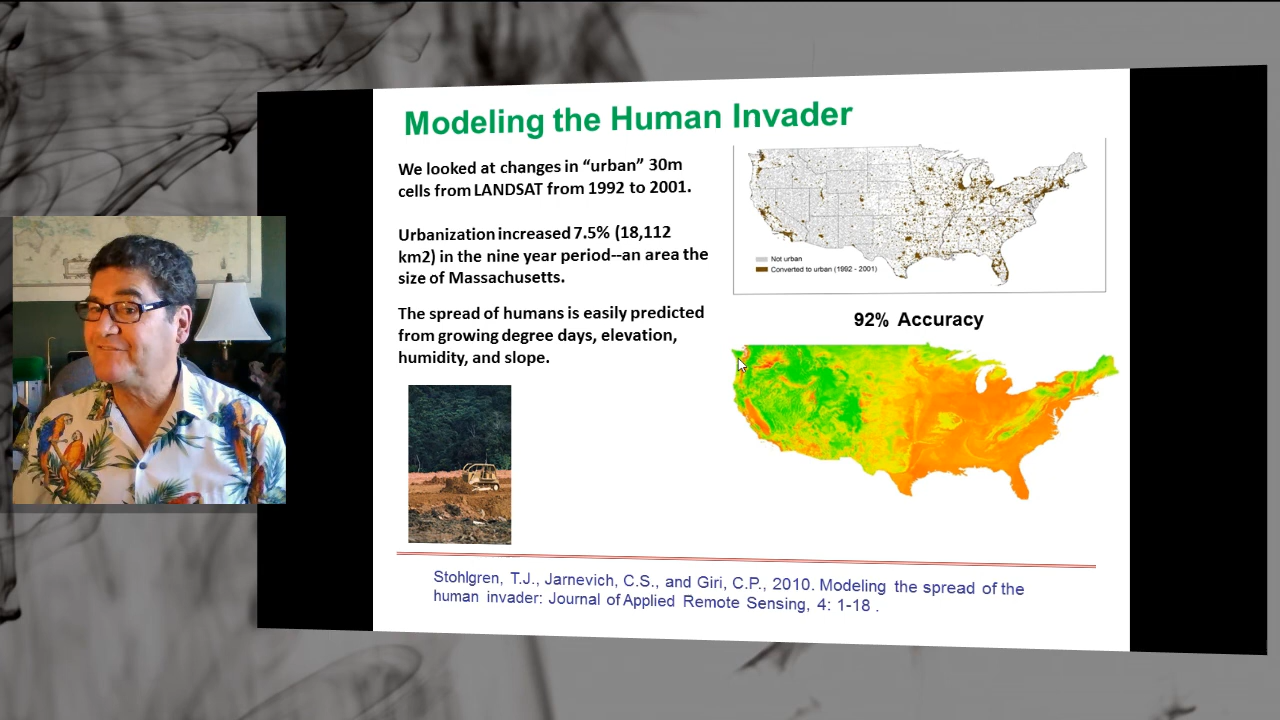 Modeling the Human Invader
We looked at changes in “urban” 30m
cells from LANDSAT from 1992 to 2001.
Urbanization increased 7.5% (18,112
km2) in the nine year period--an area the
size of Massachusetts.
The spread of humans is easily predicted
from growing degree days, elevation,
humidity, and slope.
Not urban
Converted to urban (1992 - 2001)
92% Accuracy
Stohlgren, T.J., Jarnevich, C.S., and Giri, C.P., 2010. Modeling the spread of the
human invader: Journal of Applied Remote Sensing, 4: 1-18 .